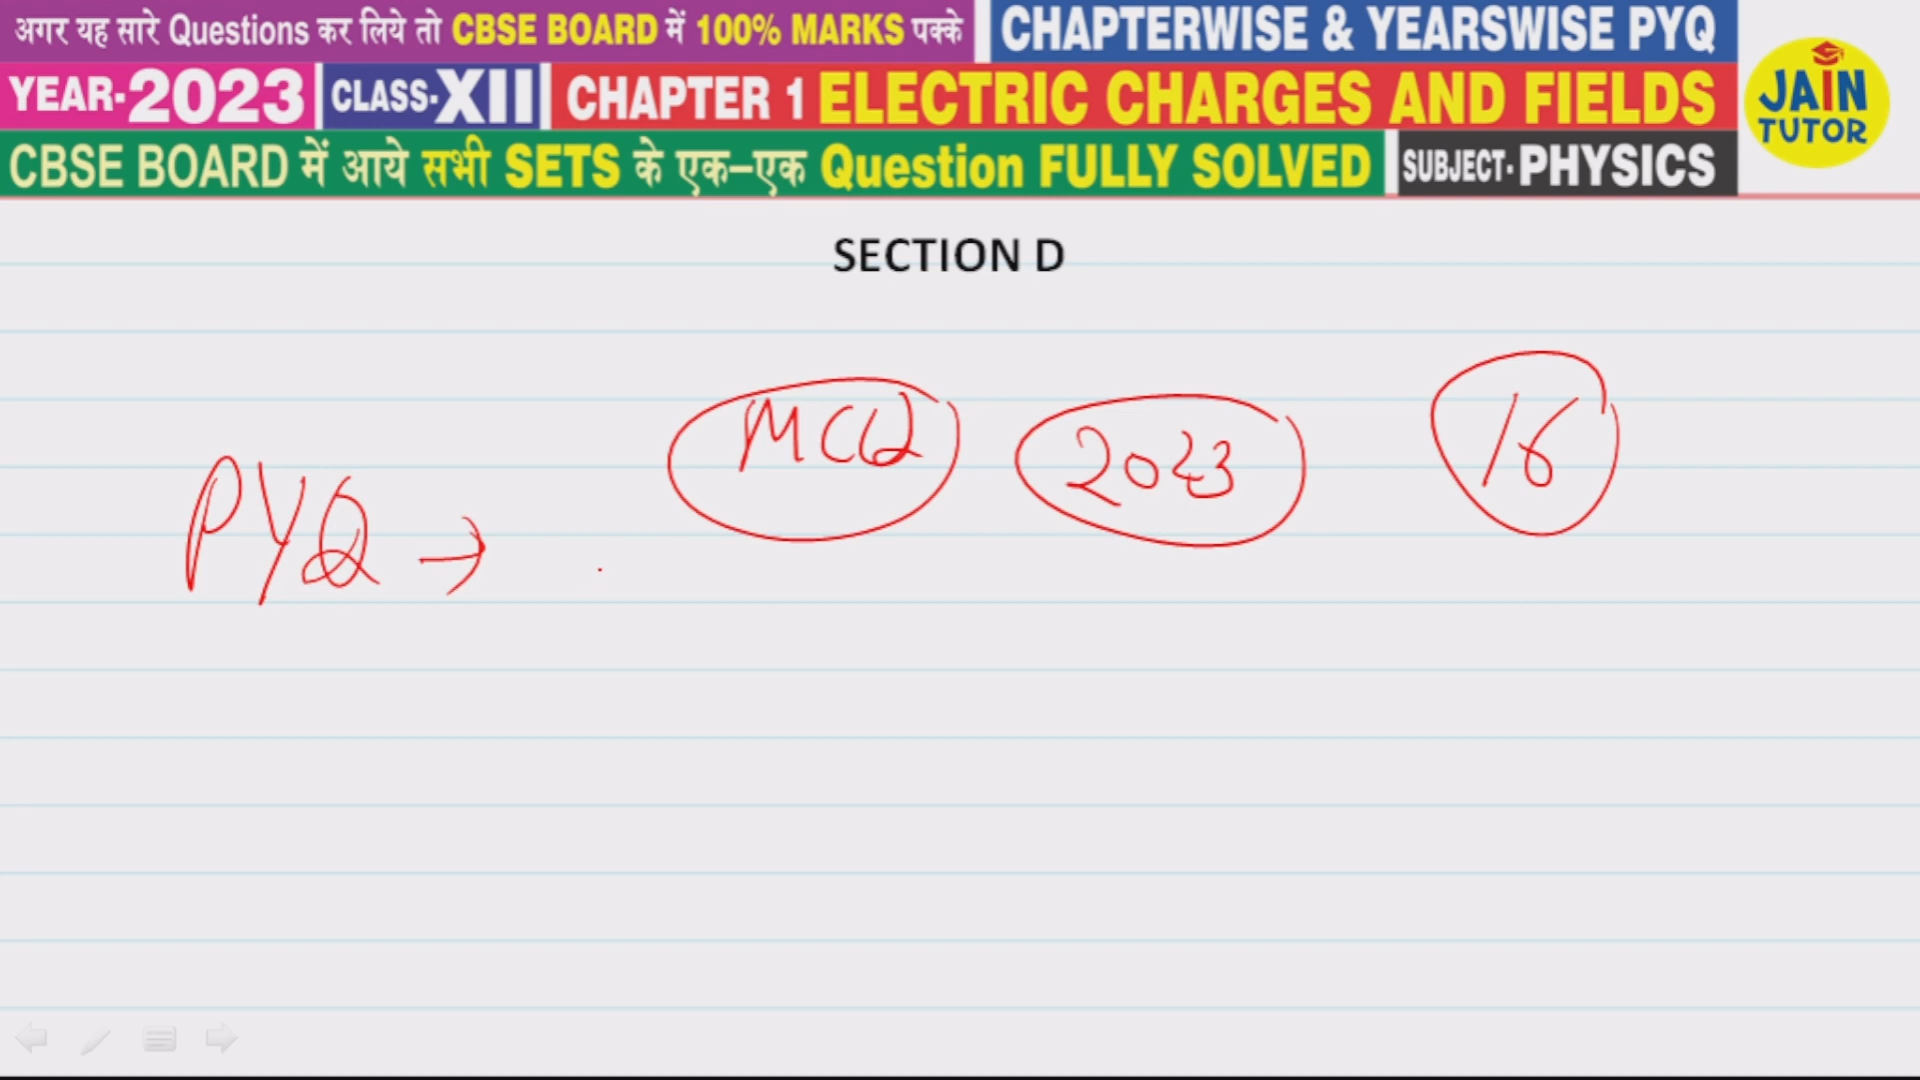 अगर यह सारे Questions कर लिये तो CBSE BOARD में 100% MARKS पक्के
CHAPTERWISE & YEARSWISE PYQ
YEAR-2023 CLASS-XII CHAPTER 1 ELECTRIC CHARGES AND FIELDS
CBSE BOARD में आये सभी SETS के एक–एक Question FULLY SOLVED
SUBJECT- PHYSICS
JAIN
TUTOR
SECTION D
MCQ 2023 16
PYQ →